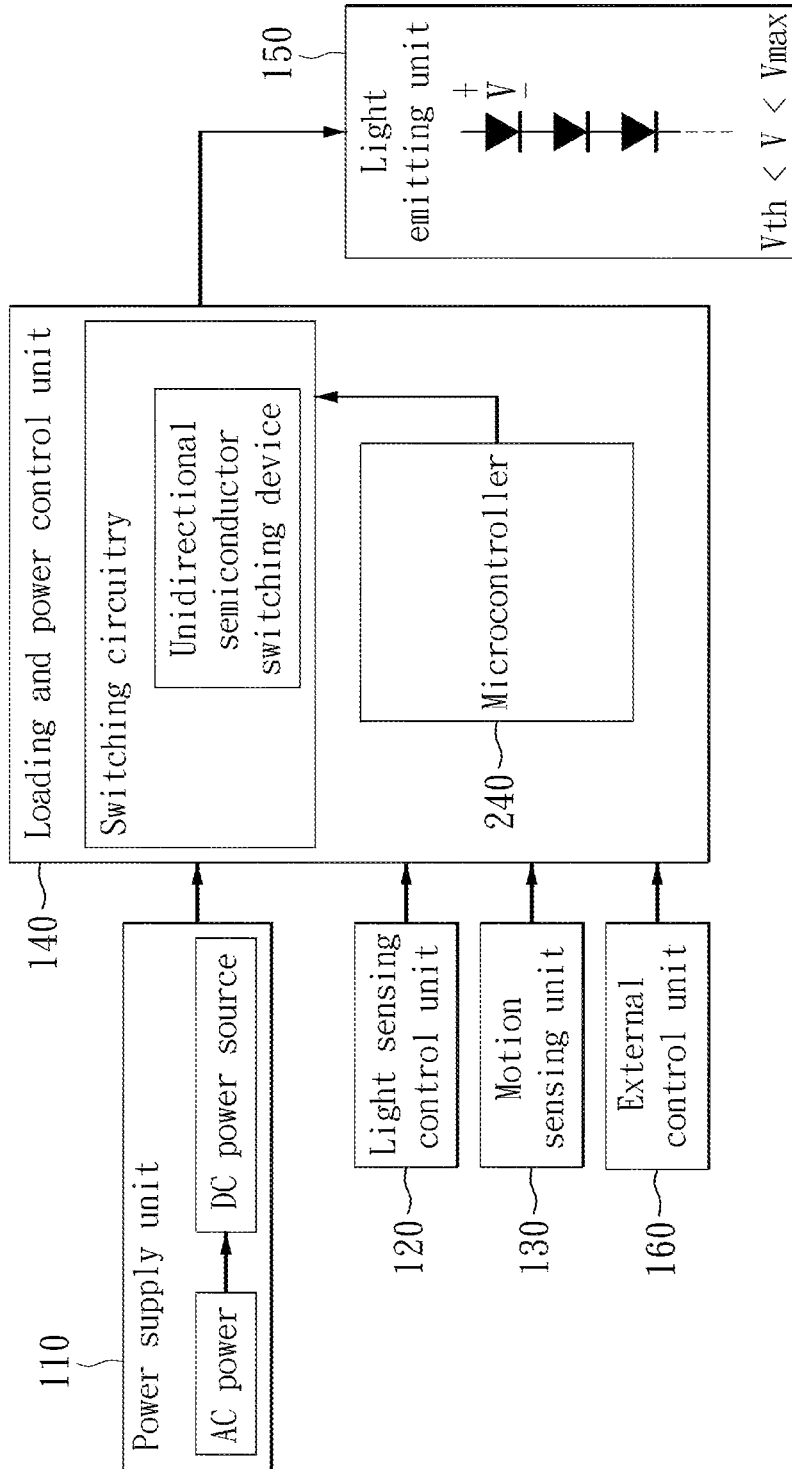 110
Power supply unit
AC power
DC power source
120
Light sensing
control unit
130
Motion
sensing unit
160
External
control unit
140
Loading and power control unit
Switching circuitry
Unidirectional
semiconductor
switching device
240
Microcontroller
150
Light
emitting unit
+
V
-
Vth < V < Vmax